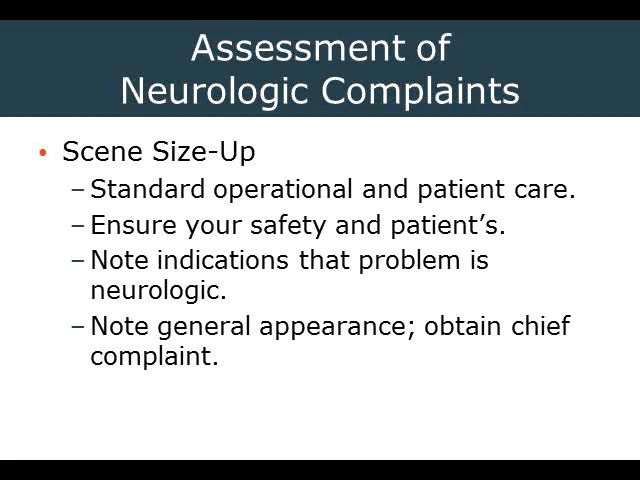 Assessment of
Neurologic Complaints
• Scene Size-Up
–Standard operational and patient care.
–Ensure your safety and patient’s.
–Note indications that problem is
neurologic.
–Note general appearance; obtain chief
complaint.